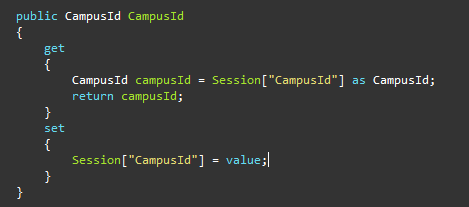 public CampusId CampusId
{
get
{
CampusId campusId = Session["CampusId"] as CampusId;
return campusId;
}
set
{
Session["CampusId"] = value;
}
}